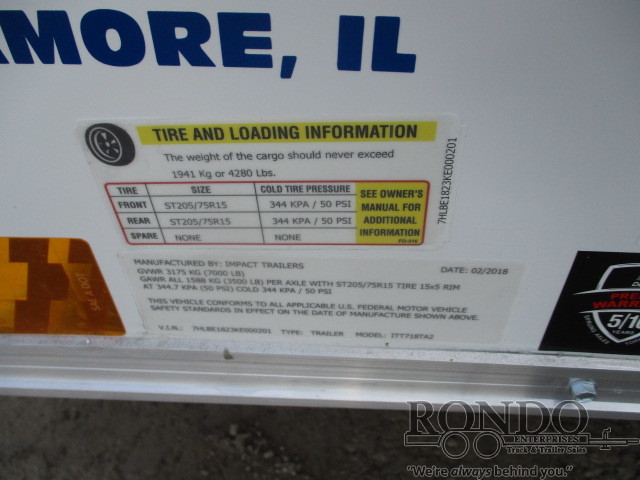 MORE, IL
TIRE AND LOADING INFORMATION
The weight of the cargo should never exceed
1941 Kg or 4280 Lbs.
TIRE SIZE COLD TIRE PRESSURE
FRONT ST205/75R15 344 KPA / 50 PSI
REAR ST205/75R15 344 KPA / 50 PSI
SPARE NONE NONE
SEE OWNER'S
MANUAL FOR
ADDITIONAL
INFORMATION
7HLBE1823KE000201
MANUFACTURED BY: IMPACT TRAILERS DATE: 02/2018
GVWR 3175 KG (7000 LB)
GAWR ALL 1588 KG (3500 LB) PER AXLE WITH ST205/75R15 TIRE 15x5 RIM
AT 344.7 KPA (50 PSI) COLD 344 KPA / 50 PSI
THIS VEHICLE CONFORMS TO ALL APPLICABLE U.S. FEDERAL MOTOR VEHICLE
SAFETY STANDARDS IN EFFECT ON THE DATE OF MANUFACTURE SHOWN ABOVE.
V.I.N.: 7HLBE1823KE000201 TYPE: TRAILER MODEL: ITT718TA2
5/10
YEARS
RONDO
ENTERPRISES
Truck & Trailer Sales
"We're always behind you."